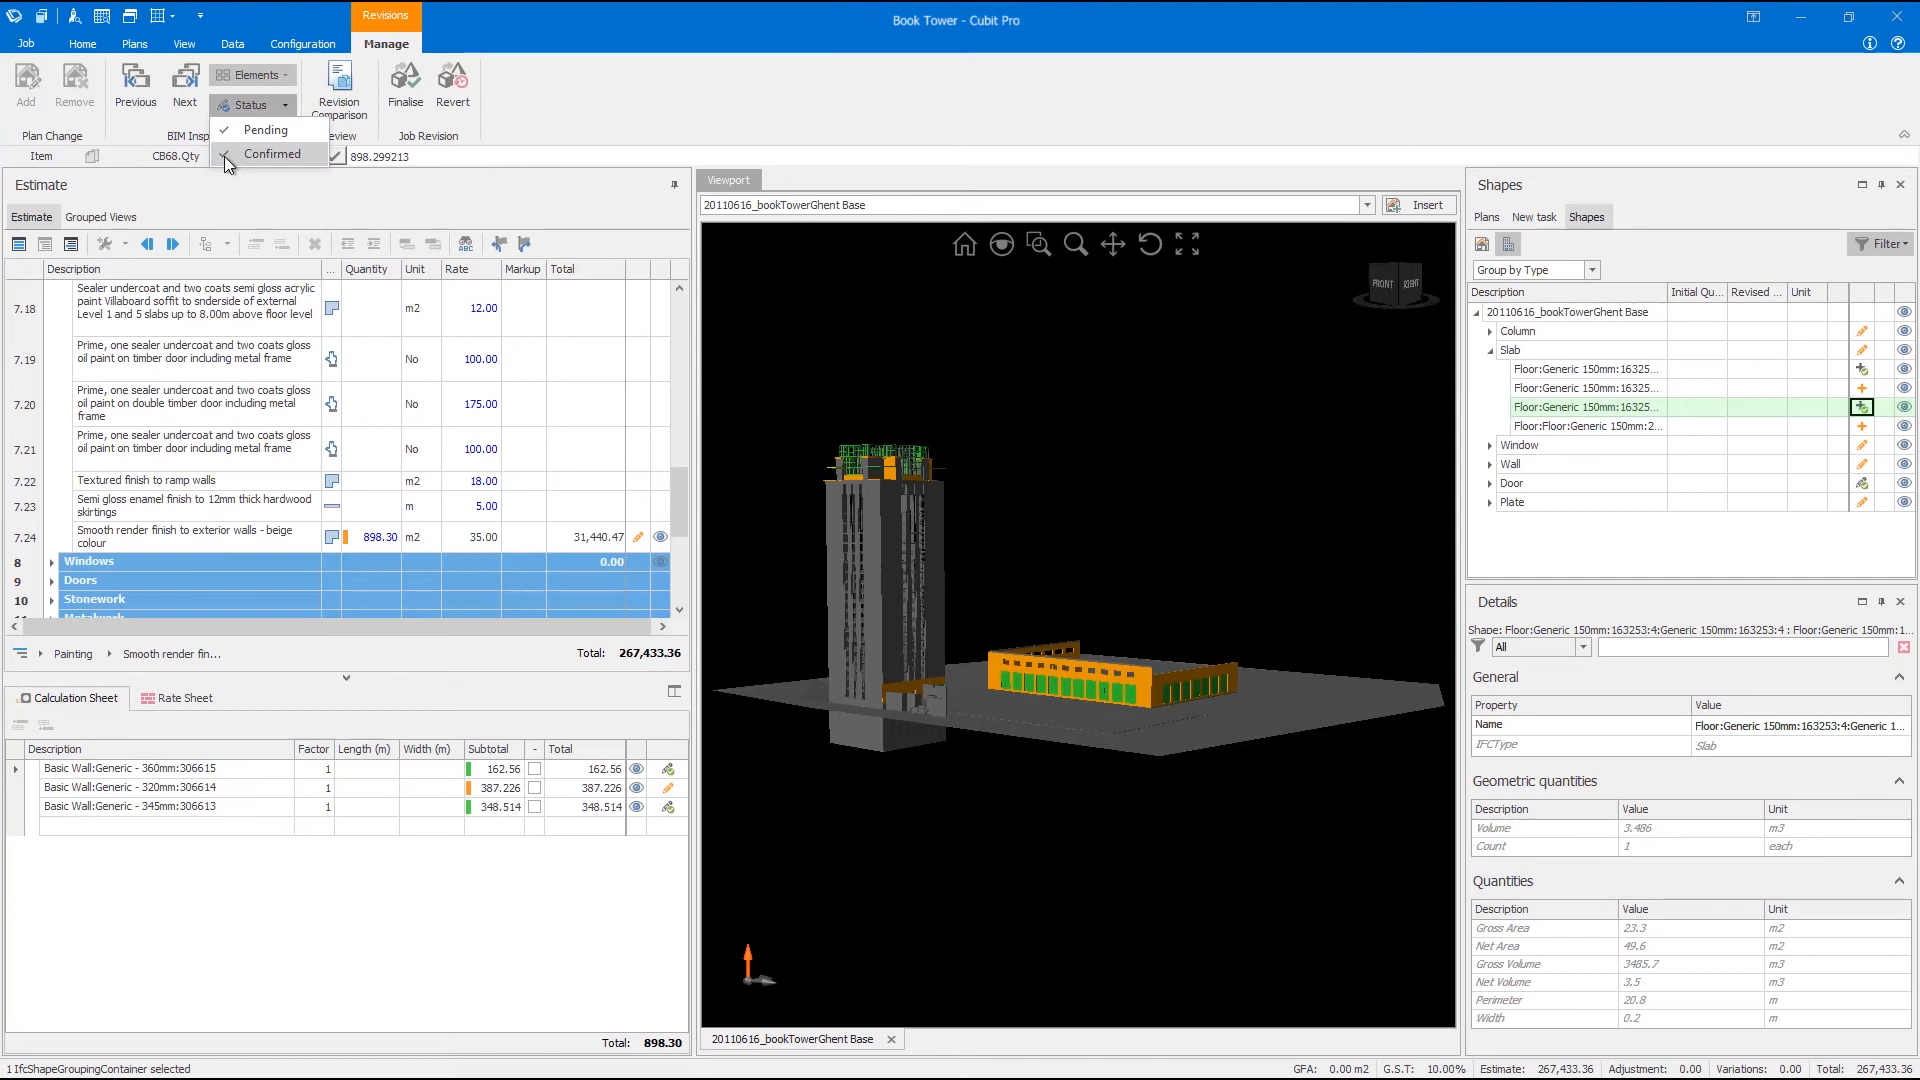 Revisions
Book Tower - Cubit Pro
Job Home Plans View Data Configuration Manage
Add Remove Previous Next Elements Status Revision Comparison Finalise Revert
Pending
Plan Change BIM Insp eview Job Revision
Confirmed
Item CB68.Qty 898.299213
Estimate
Estimate Grouped Views
ABC
Description ... Quantity Unit Rate Markup Total
7.18 Sealer undercoat and two coats semi gloss acrylic
paint Villaboard soffit to snderside of external
Level 1 and 5 slabs up to 8.00m above floor level
m2 12.00
7.19 Prime, one sealer undercoat and two coats gloss
oil paint on timber door including metal frame
No 100.00
7.20 Prime, one sealer undercoat and two coats gloss
oil paint on double timber door including metal
frame
No 175.00
7.21 Prime, one sealer undercoat and two coats gloss
oil paint on timber door including metal frame
No 100.00
7.22 Textured finish to ramp walls m2 18.00
7.23 Semi gloss enamel finish to 12mm thick hardwood
skirtings
m 5.00
7.24 Smooth render finish to exterior walls - beige
colour
898.30 m2 35.00 31,440.47
8 Windows 0.00
9 Doors
10 Stonework
Painting Smooth render fin... Total: 267,433.36
Calculation Sheet Rate Sheet
Description Factor Length (m) Width (m) Subtotal - Total
Basic Wall:Generic - 360mm:306615 1 162.56 162.56
Basic Wall:Generic - 320mm:306614 1 387.226 387.226
Basic Wall:Generic - 345mm:306613 1 348.514 348.514
Total: 898.30
Viewport
20110616_bookTowerGhent Base Insert
FRONT RIGHT
20110616_bookTowerGhent Base
Shapes
Plans New task Shapes
Filter
Group by Type
Description Initial Qu... Revised ... Unit
20110616_bookTowerGhent Base
Column
Slab
Floor:Generic 150mm:16325...
Floor:Generic 150mm:16325...
Floor:Generic 150mm:16325...
Floor:Floor:Generic 150mm:2...
Window
Wall
Door
Plate
Details
Shape: Floor:Generic 150mm:163253:4:Generic 150mm:163253:4 : Floor:Generic 1...
All
General
Property Value
Name Floor:Generic 150mm:163253:4:Generic 1...
IFCType Slab
Geometric quantities
Description Value Unit
Volume 3.486 m3
Count 1 each
Quantities
Description Value Unit
Gross Area 23.3 m2
Net Area 49.6 m2
Gross Volume 3485.7 m3
Net Volume 3.5 m3
Perimeter 20.8 m
Width 0.2 m
1 IfcShapeGroupingContainer selected GFA: 0.00 m2 G.S.T: 10.00% Estimate: 267,433.36 Adjustment: 0.00 Variations: 0.00 Total: 267,433.36